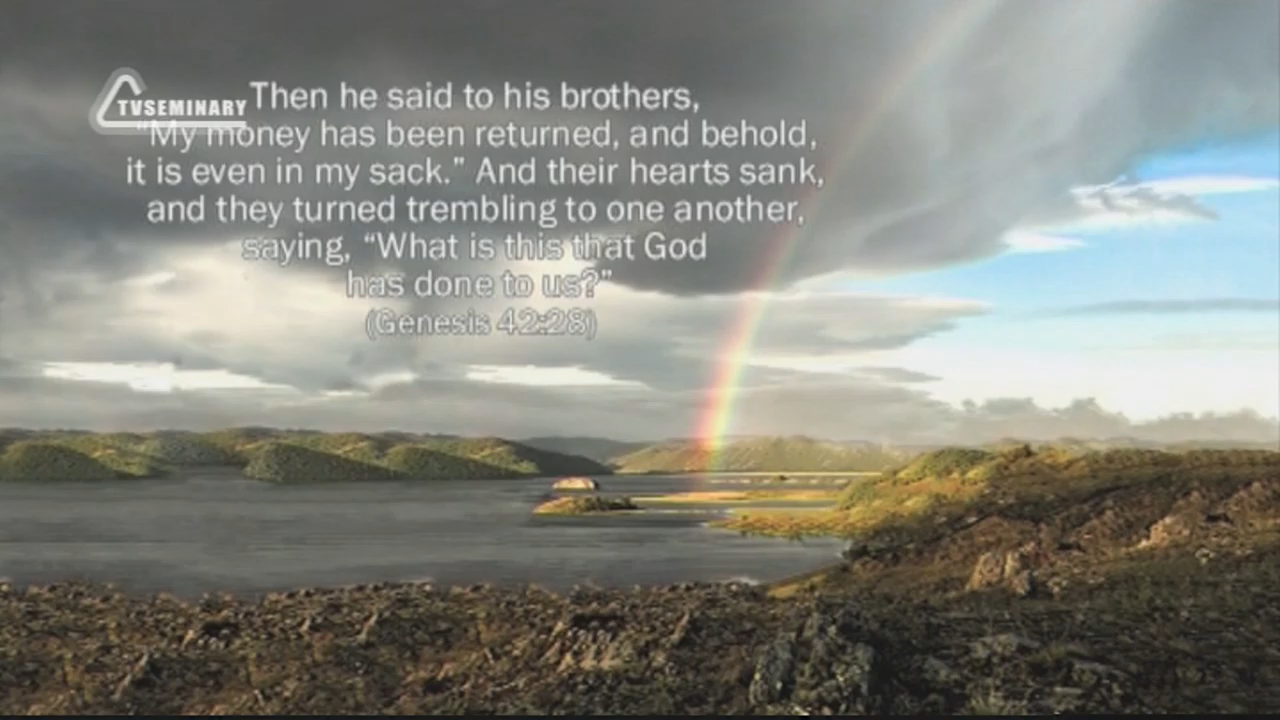 Then he said to his brothers,
TVSEMINARY
“My money has been returned, and behold,
it is even in my sack.” And their hearts sank,
and they turned trembling to one another,
saying, “What is this that God
has done to us?”
(Genesis 42:28)